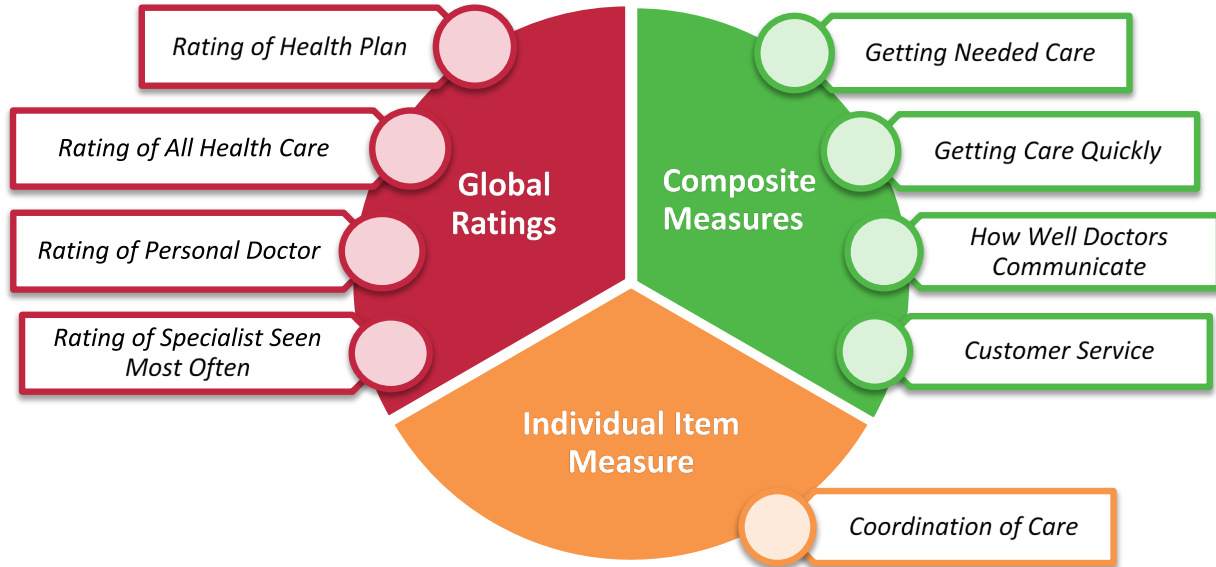 Rating of Health Plan
Rating of All Health Care
Rating of Personal Doctor
Rating of Specialist Seen
Most Often
Global
Ratings
Composite
Measures
Getting Needed Care
Getting Care Quickly
How Well Doctors
Communicate
Customer Service
Individual Item
Measure
Coordination of Care